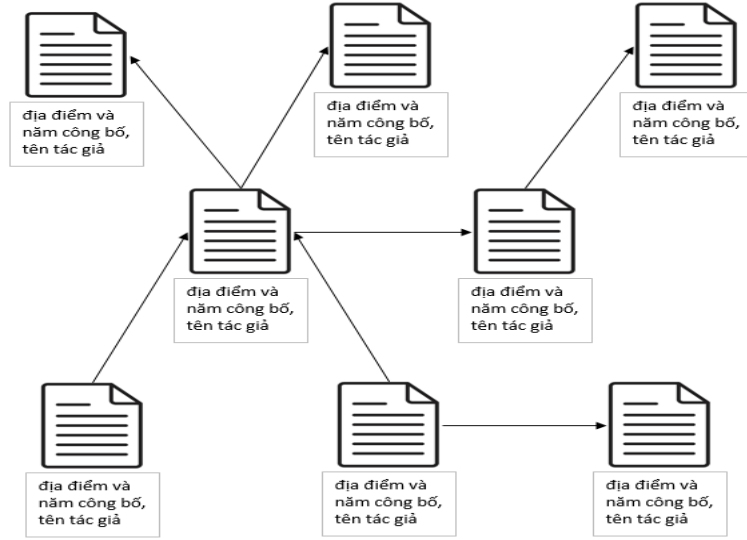 địa điểm và
năm công bố,
tên tác giả
địa điểm và
năm công bố,
tên tác giả
địa điểm và
năm công bố,
tên tác giả
địa điểm và
năm công bố,
tên tác giả
địa điểm và
năm công bố,
tên tác giả
địa điểm và
năm công bố,
tên tác giả
địa điểm và
năm công bố,
tên tác giả
địa điểm và
năm công bố,
tên tác giả